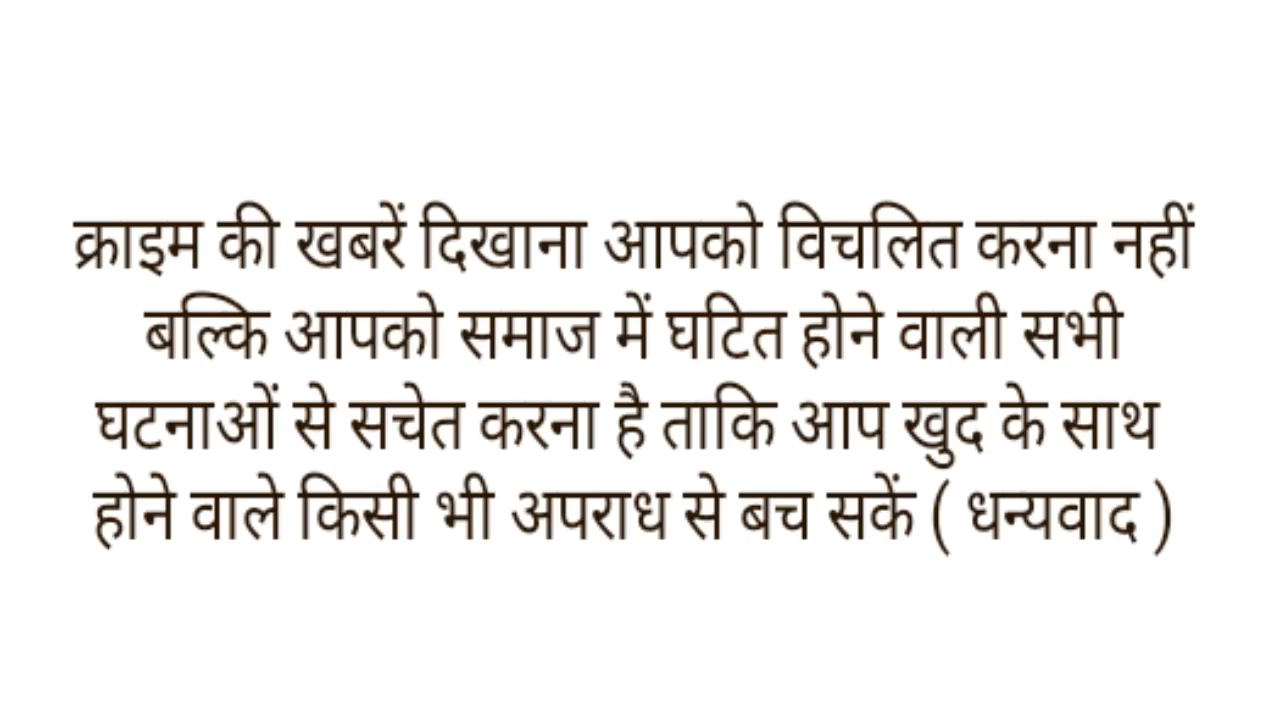 क्राइम की खबरें दिखाना आपको विचलित करना नहीं
बल्कि आपको समाज में घटित होने वाली सभी
घटनाओं से सचेत करना है ताकि आप खुद के साथ
होने वाले किसी भी अपराध से बच सकें ( धन्यवाद )